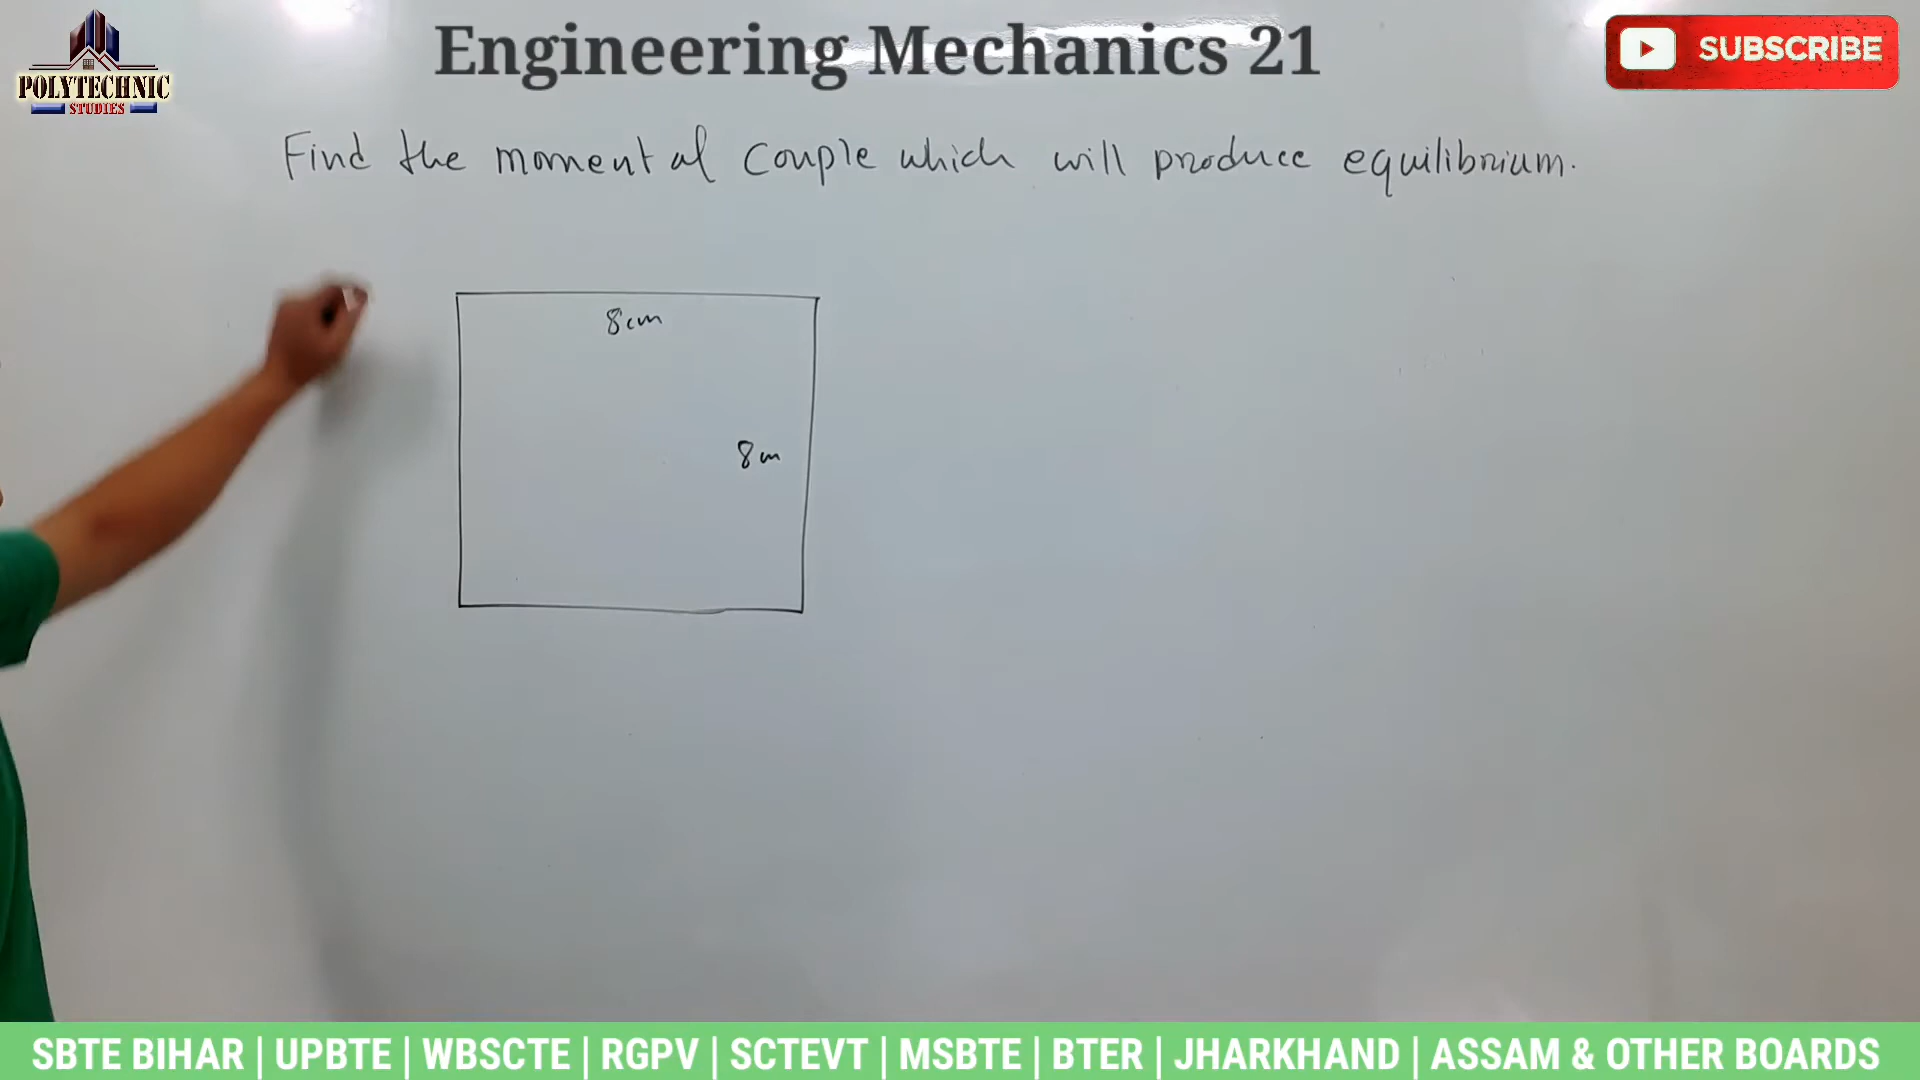 POLYTECHNIC
STUDIES
Engineering Mechanics 21
SUBSCRIBE
Find the moment of couple which will produce equilibrium.
8cm
8cm
SBTE BIHAR | UPBTE | WBSCTE | RGPV | SCTEVT | MSBTE | BTER | JHARKHAND | ASSAM & OTHER BOARDS